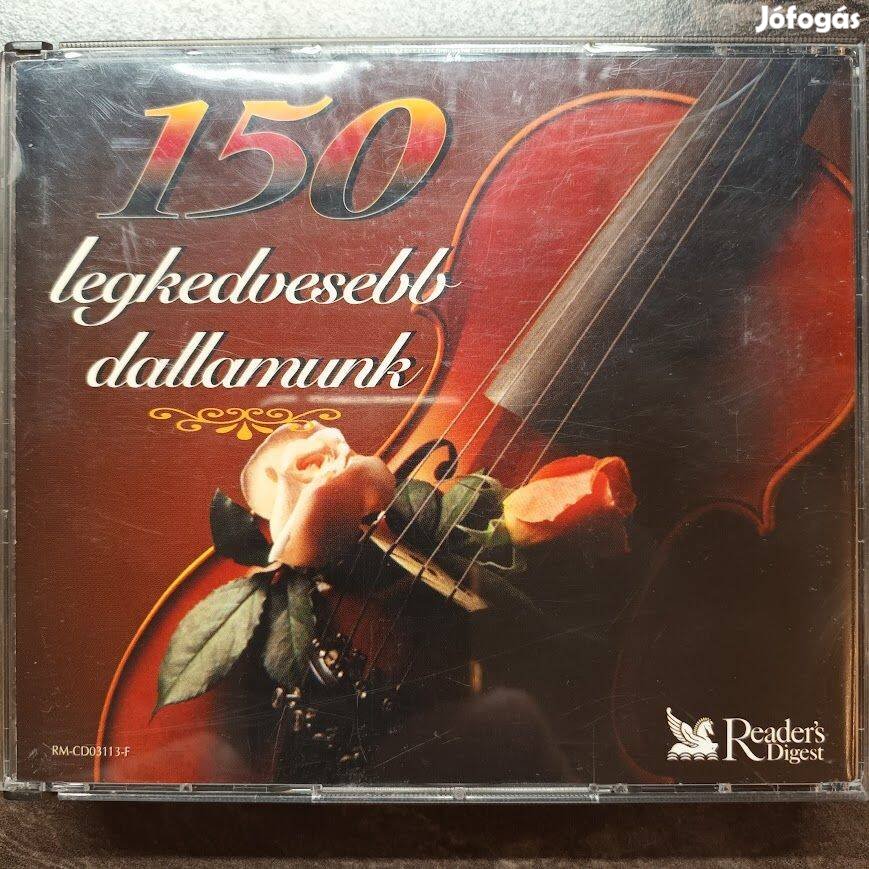 Jófogás
150
legkedvesebb
dallamunk
RM-CD03113-F
Reader's
Digest